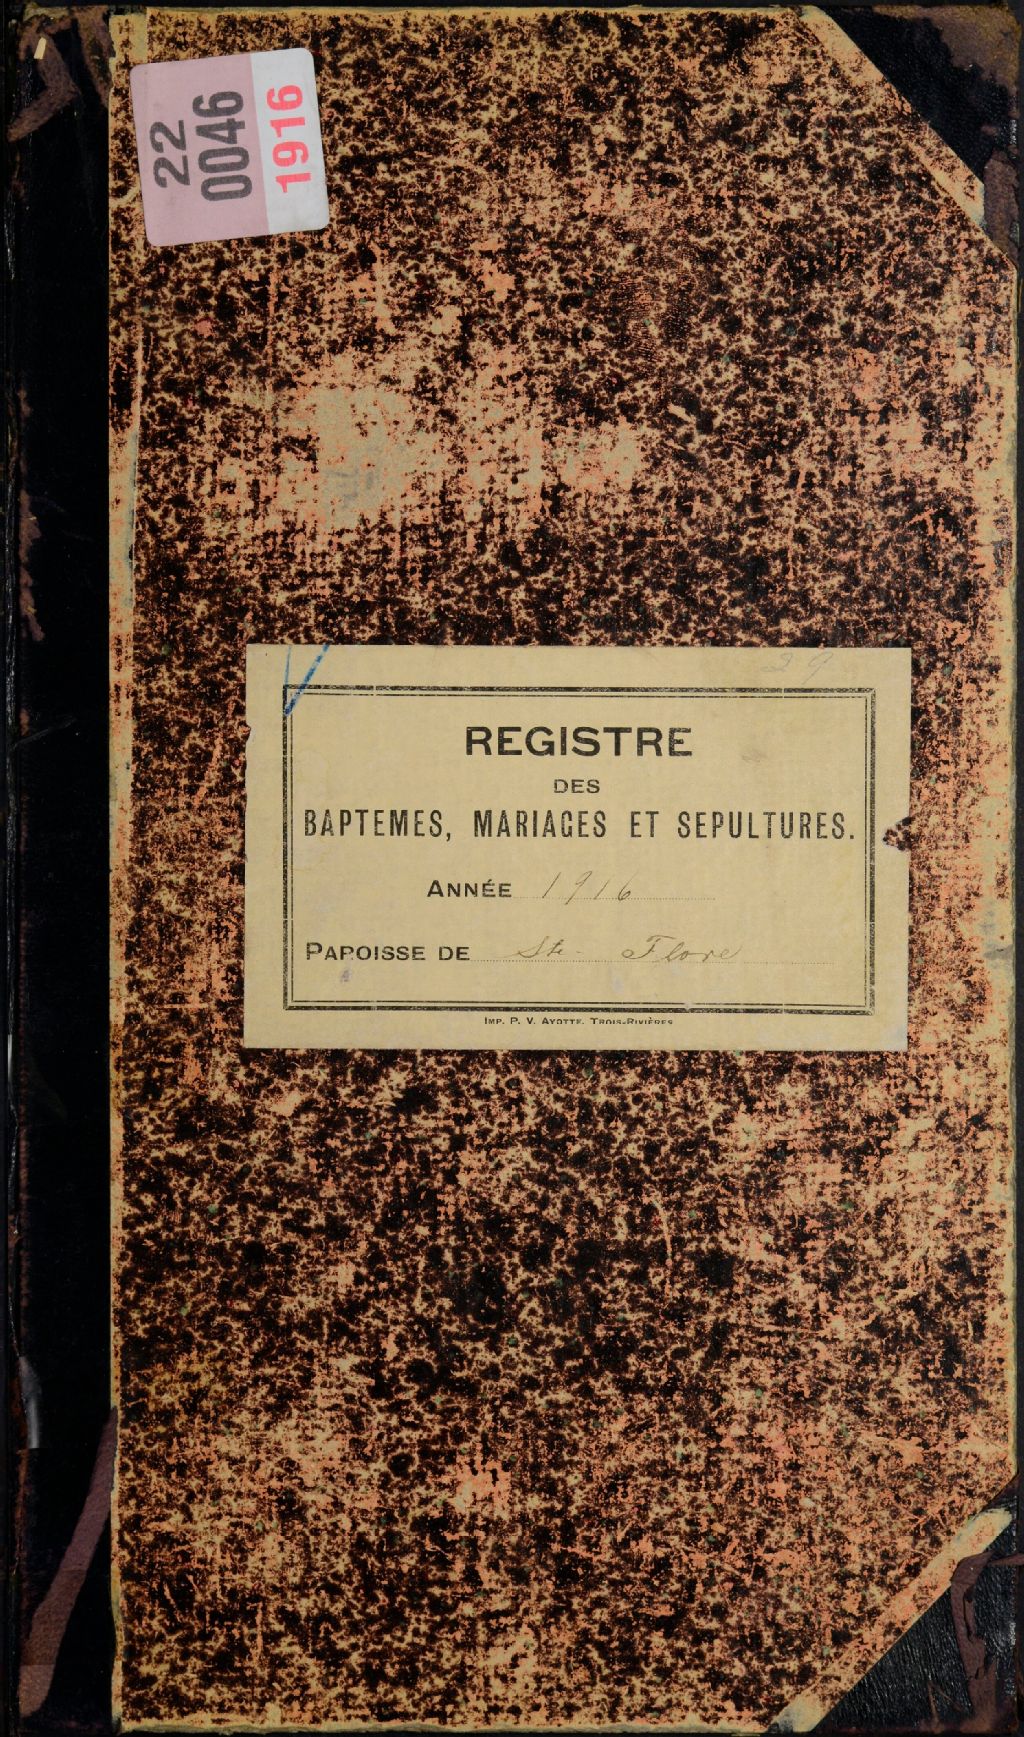 22
0046
1916
29
REGISTRE
DES
BAPTEMES, MARIAGES ET SEPULTURES.
ANNÉE 1916
PAROISSE DE Ste. Flore
IMP. P. V. AYOTTE, TROIS-RIVIÈRES